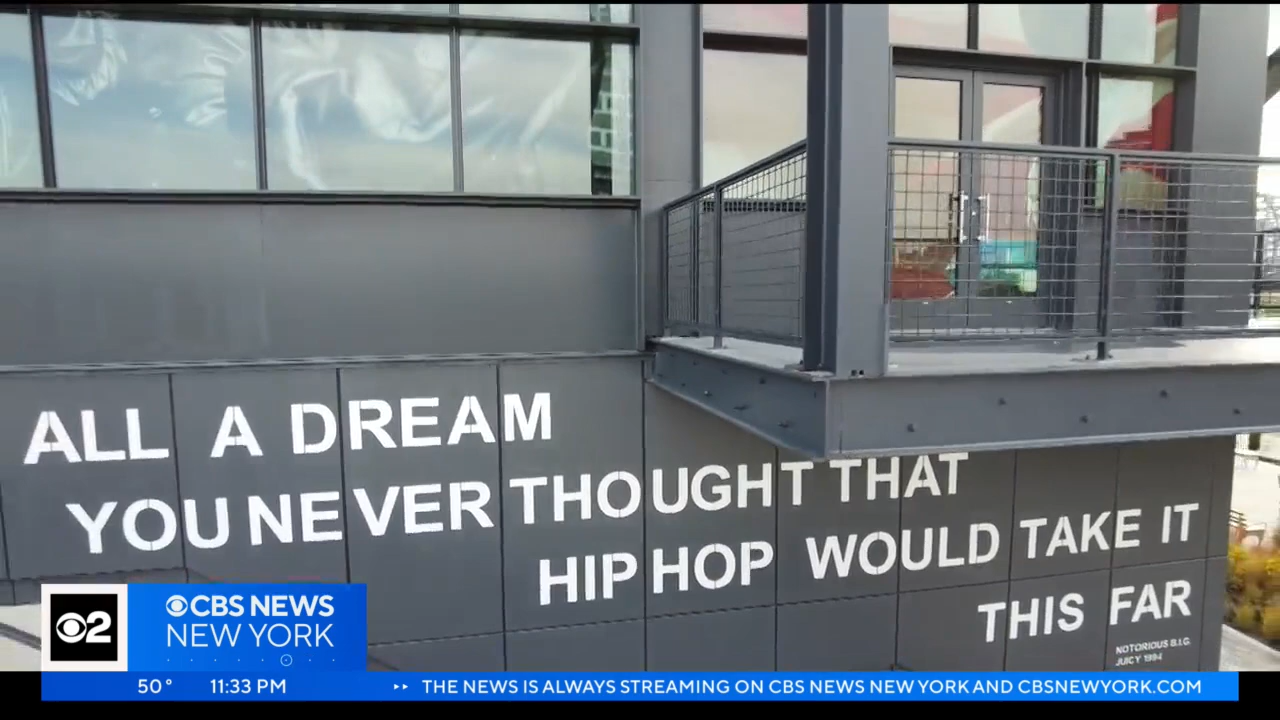 ALL A DREAM
YOU NEVER THOUGHT THAT
HIP HOP WOULD TAKE IT
THIS FAR
NOTORIOUS B.I.G.
JUICY 1994
2
CBS NEWS
NEW YORK
50° 11:33 PM THE NEWS IS ALWAYS STREAMING ON CBS NEWS NEW YORK AND CBSNEWYORK.COM